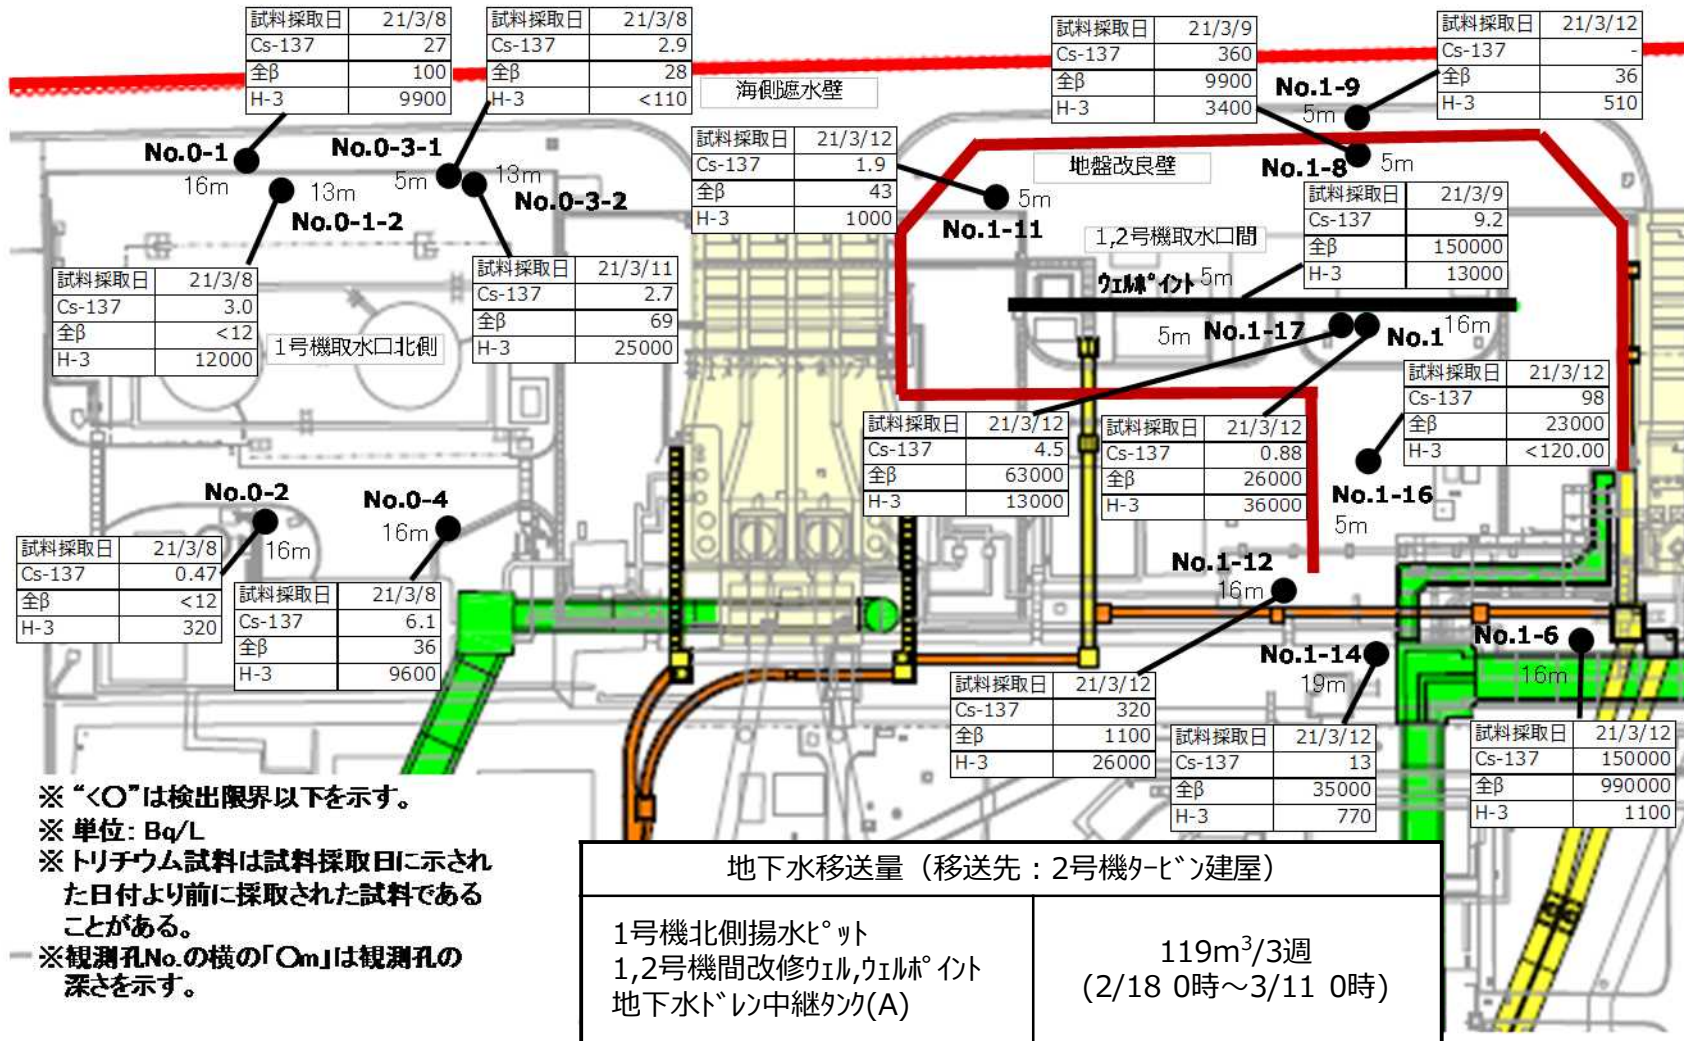 試料採取日 21/3/8
Cs-137 27
全β 100
H-3 9900
試料採取日 21/3/8
Cs-137 2.9
全β 28
H-3 <110
海側遮水壁
試料採取日 21/3/9
Cs-137 360
全β 9900
H-3 3400
試料採取日 21/3/12
Cs-137 -
全β 36
H-3 510
No.0-1
16m
No.0-3-1
5m
13m
No.0-1-2
13m
No.0-3-2
試料採取日 21/3/12
Cs-137 1.9
全β 43
H-3 1000
No.1-11
5m
地盤改良壁
No.1-9
5m
No.1-8
5m
試料採取日 21/3/9
Cs-137 9.2
全β 150000
H-3 13000
1,2号機取水口間
ウェルポイント 5m
試料採取日 21/3/8
Cs-137 3.0
全β <12
H-3 12000
1号機取水口北側
試料採取日 21/3/11
Cs-137 2.7
全β 69
H-3 25000
5m No.1-17
No.1
16m
試料採取日 21/3/12
Cs-137 4.5
全β 63000
H-3 13000
試料採取日 21/3/12
Cs-137 0.88
全β 26000
H-3 36000
試料採取日 21/3/12
Cs-137 98
全β 23000
H-3 <120.00
No.1-16
5m
No.0-2
16m
No.0-4
16m
試料採取日 21/3/8
Cs-137 0.47
全β <12
H-3 320
試料採取日 21/3/8
Cs-137 6.1
全β 36
H-3 9600
No.1-12
16m
No.1-14
19m
No.1-6
16m
試料採取日 21/3/12
Cs-137 320
全β 1100
H-3 26000
試料採取日 21/3/12
Cs-137 13
全β 35000
H-3 770
試料採取日 21/3/12
Cs-137 150000
全β 990000
H-3 1100
※ “<○”は検出限界以下を示す。
※ 単位: Bq/L
※ トリチウム試料は試料採取日に示され
た日付より前に採取された試料である
ことがある。
※観測孔No.の横の「○m」は観測孔の
深さを示す。
地下水移送量（移送先：2号機タービン建屋）
1号機北側揚水ピット
1,2号機間改修ウェル,ウェルポイント
地下水ドレン中継タンク(A)
119m³/3週
(2/18 0時～3/11 0時)